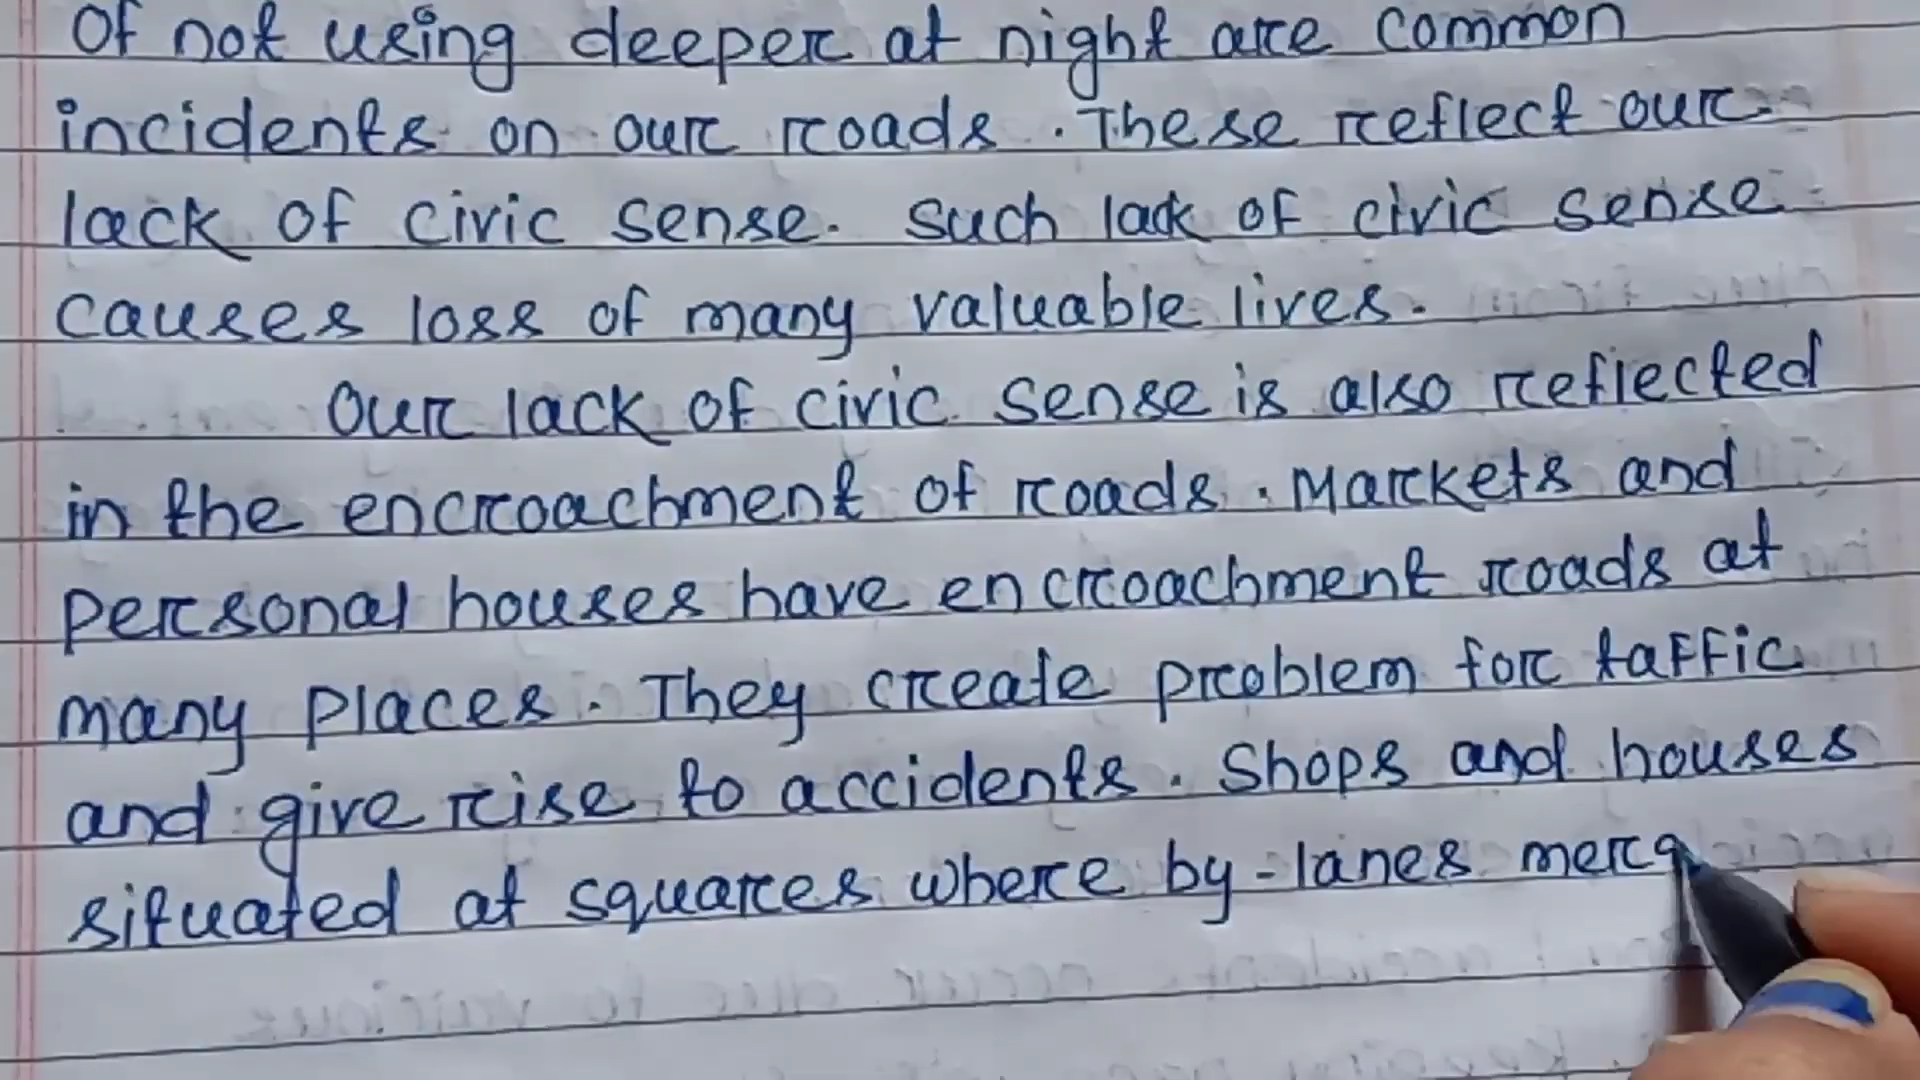 Of not using deeper at night are common
incidents on our roads. These reflect our
lack of civic sense. Such lack of civic sense
causes loss of many valuable lives.
Our lack of civic sense is also reflected
in the encroachment of roads. Markets and
personal houses have encroachment roads at
many places. They create problem for taffic
and give rise to accidents. Shops and houses
situated at squares where by-lanes merg